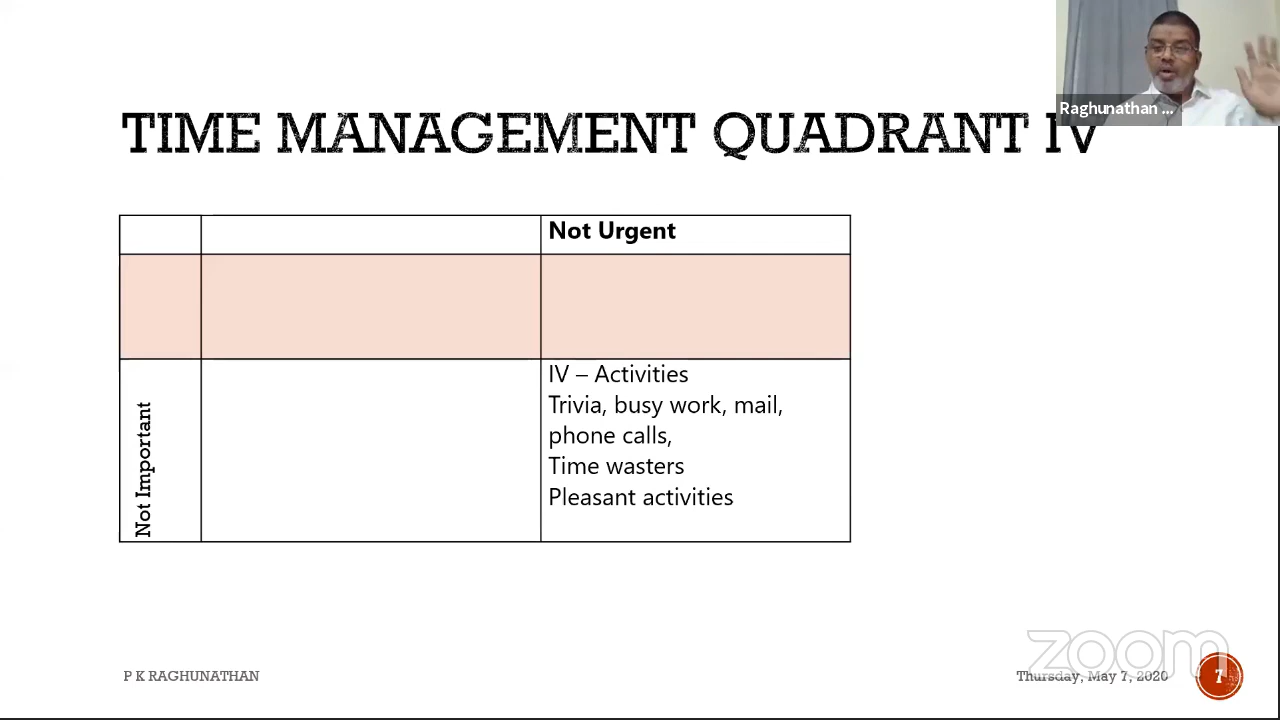 Raghunathan ...
TIME MANAGEMENT QUADRANT IV
Not Urgent
Not Important
IV – Activities
Trivia, busy work, mail,
phone calls,
Time wasters
Pleasant activities
P K RAGHUNATHAN
Thursday, May 7, 2020
zoom
7